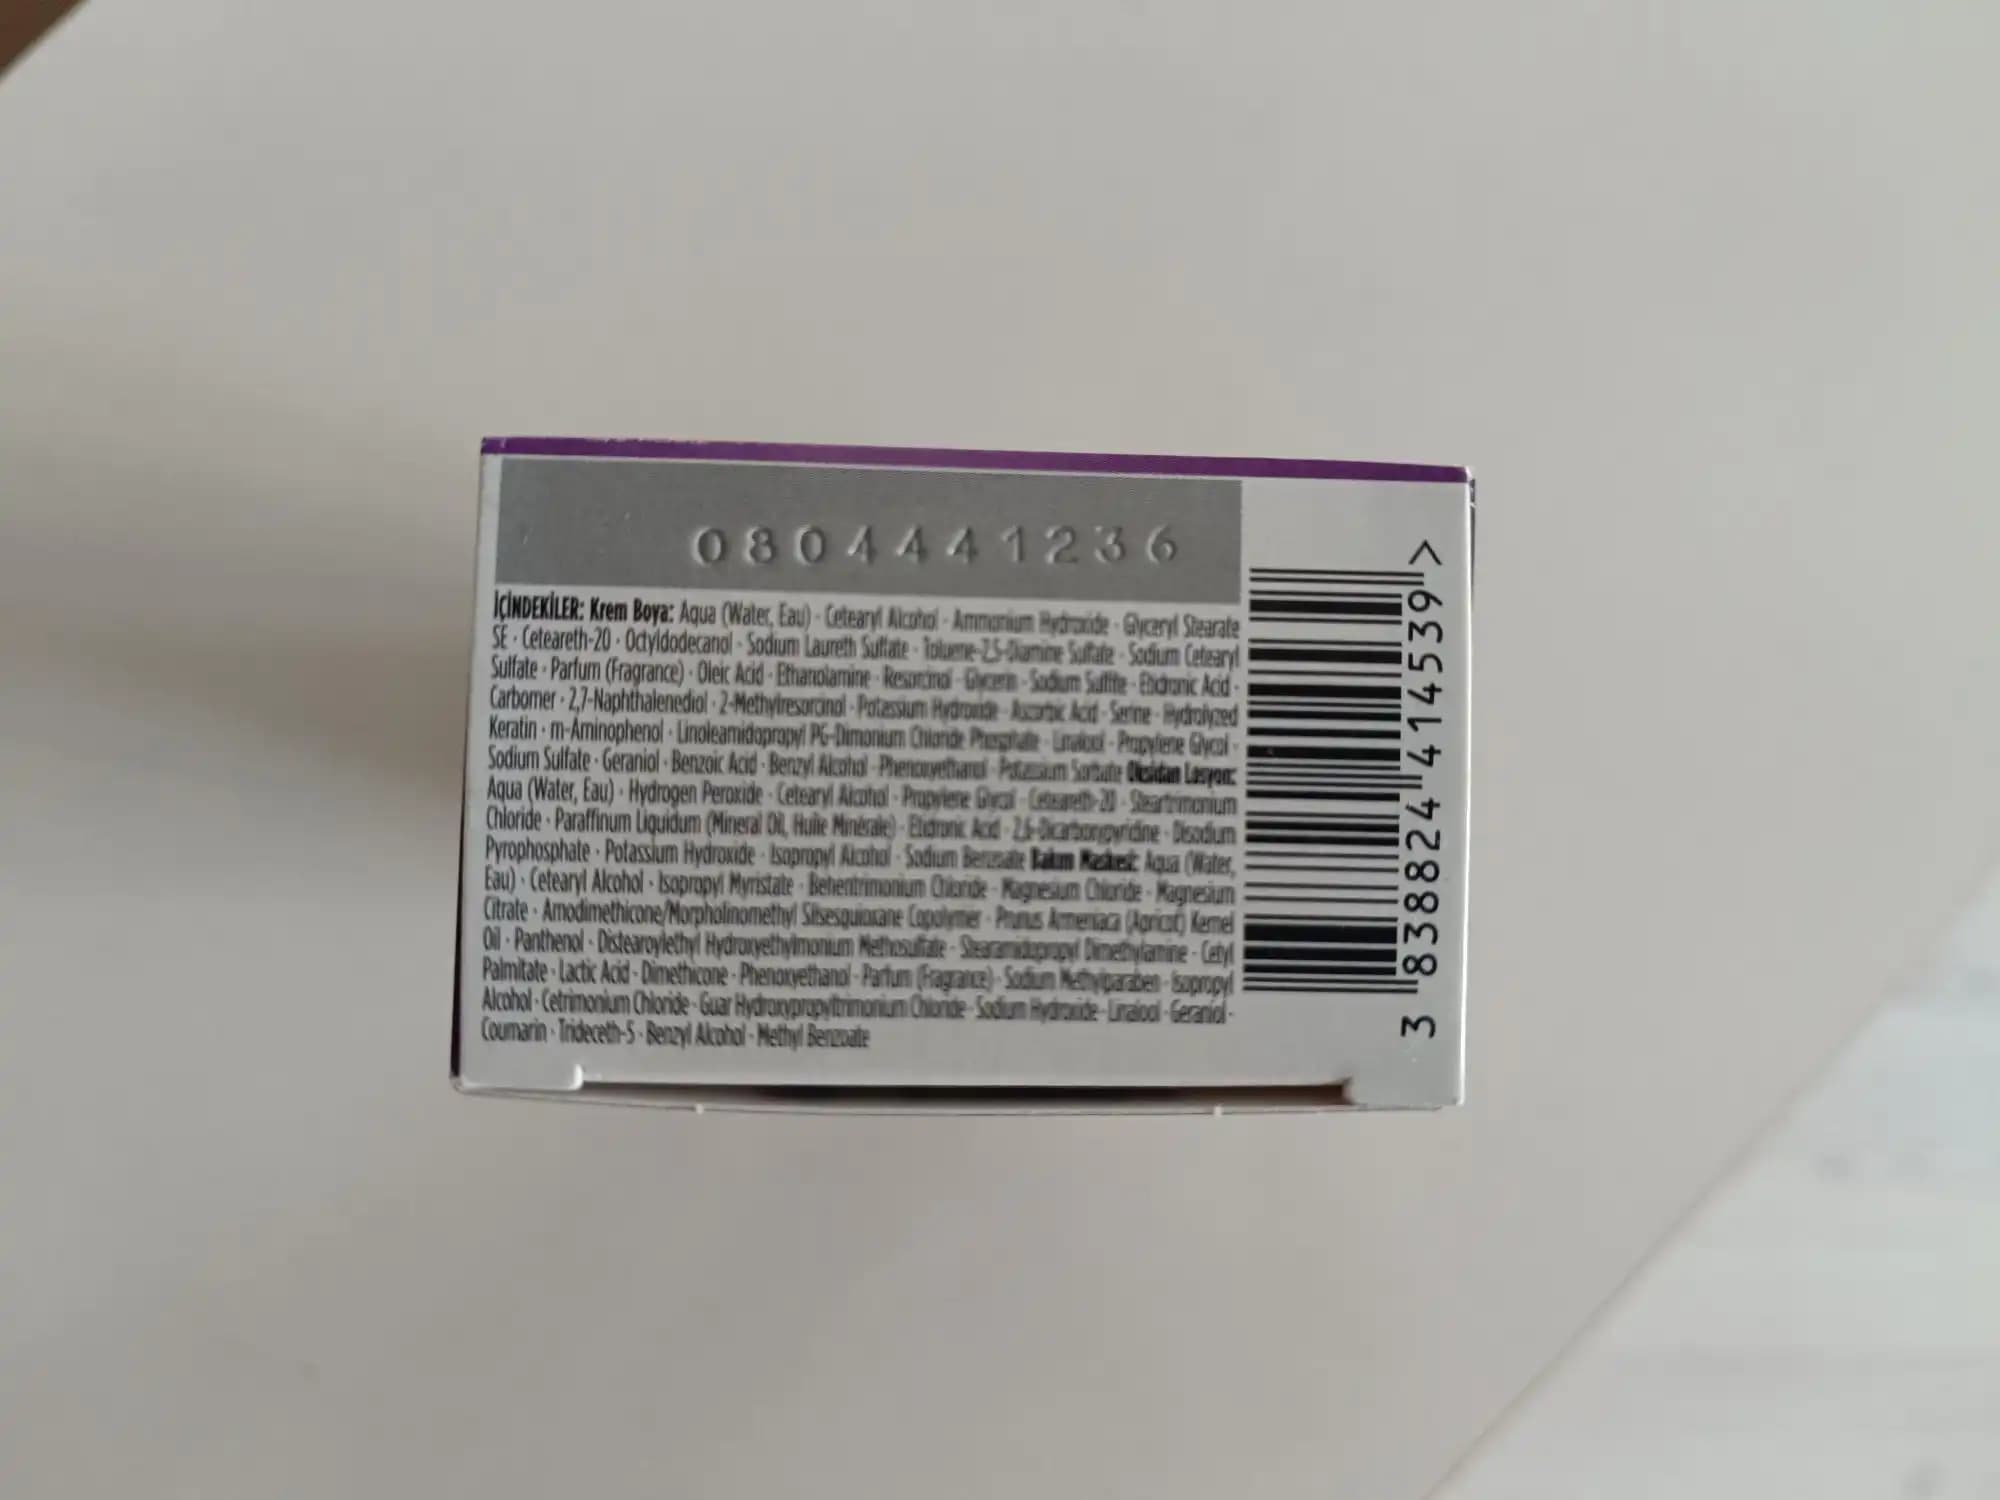 0804441236
İÇİNDEKİLER: Krem Boya: Aqua (Water, Eau) · Cetearyl Alcohol · Ammonium Hydroxide · Glyceryl Stearate
SE · Ceteareth-20 · Octyldodecanol · Sodium Laureth Sulfate · Toluene-2,5-Diamine Sulfate · Sodium Cetearyl
Sulfate · Parfum (Fragrance) · Oleic Acid · Ethanolamine · Resorcinol · Glycerin · Sodium Sulfite · Etidronic Acid ·
Carbomer · 2,7-Naphthalenediol · 2-Methylresorcinol · Potassium Hydroxide · Ascorbic Acid · Serine · Hydrolyzed
Keratin · m-Aminophenol · Linoleamidopropyl PG-Dimonium Chloride Phosphate · Linalool · Propylene Glycol ·
Sodium Sulfate · Geraniol · Benzoic Acid · Benzyl Alcohol · Phenoxyethanol · Potassium Sorbate Oksidan Losyon:
Aqua (Water, Eau) · Hydrogen Peroxide · Cetearyl Alcohol · Propylene Glycol · Ceteareth-20 · Steartrimonium
Chloride · Paraffinum Liquidum (Mineral Oil, Huile Minérale) · Etidronic Acid · 2,6-Dicarboxypyridine · Disodium
Pyrophosphate · Potassium Hydroxide · Isopropyl Alcohol · Sodium Benzoate Bakım Maskesi: Aqua (Water,
Eau) · Cetearyl Alcohol · Isopropyl Myristate · Behentrimonium Chloride · Magnesium Chloride · Magnesium
Citrate · Amodimethicone/Morpholinomethyl Silsesquioxane Copolymer · Prunus Armeniaca (Apricot) Kernel
Oil · Panthenol · Distearoylethyl Hydroxyethylmonium Methosulfate · Stearamidopropyl Dimethylamine · Cetyl
Palmitate · Lactic Acid · Dimethicone · Phenoxyethanol · Parfum (Fragrance) · Sodium Methylparaben · Isopropyl
Alcohol · Cetrimonium Chloride · Guar Hydroxypropyltrimonium Chloride · Sodium Hydroxide · Linalool · Geraniol ·
Coumarin · Trideceth-5 · Benzyl Alcohol · Methyl Benzoate
3 838824 414539 >